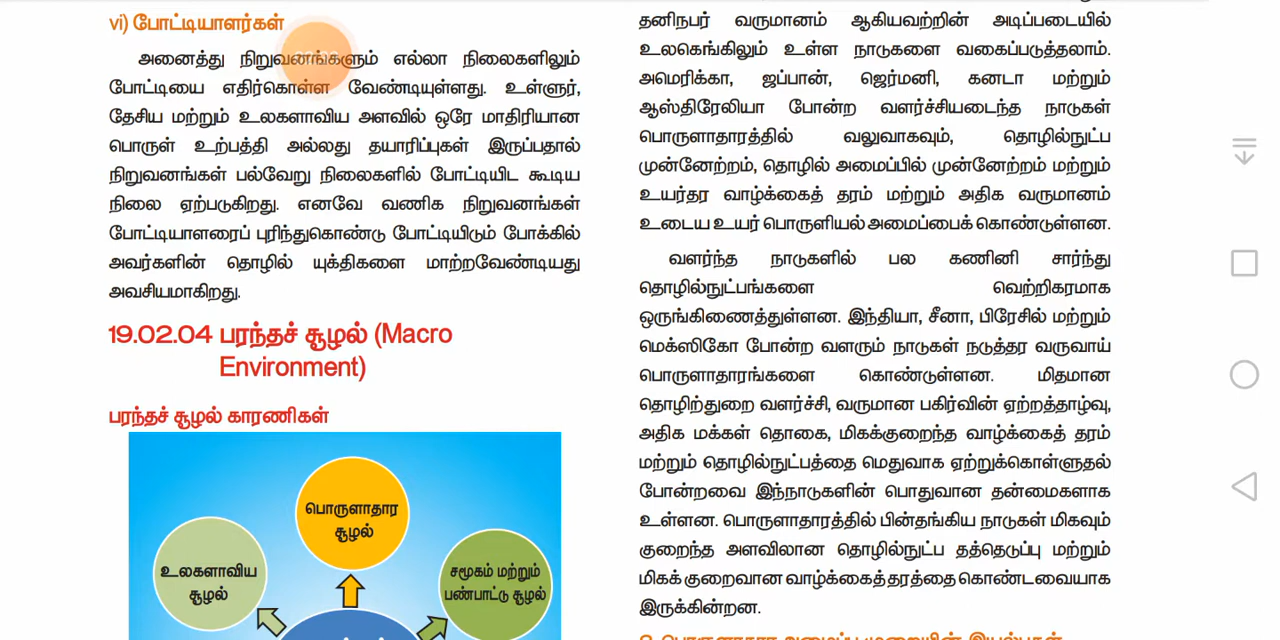 vi) போட்டியாளர்கள்
அனைத்து நிறுவனங்களும் எல்லா நிலைகளிலும்
போட்டியை எதிர்கொள்ள வேண்டியுள்ளது. உள்ளுர்,
தேசிய மற்றும் உலகளாவிய அளவில் ஒரே மாதிரியான
பொருள் உற்பத்தி அல்லது தயாரிப்புகள் இருப்பதால்
நிறுவனங்கள் பல்வேறு நிலைகளில் போட்டியிட கூடிய
நிலை ஏற்படுகிறது. எனவே வணிக நிறுவனங்கள்
போட்டியாளரைப் புரிந்துகொண்டு போட்டியிடும் போக்கில்
அவர்களின் தொழில் யுக்திகளை மாற்றவேண்டியது
அவசியமாகிறது.
19.02.04 பரந்தச் சூழல் (Macro
Environment)
பரந்தச் சூழல் காரணிகள்
பொருளாதார
சூழல்
உலகளாவிய
சூழல்
சமூகம் மற்றும்
பண்பாட்டு சூழல்
தனிநபர் வருமானம் ஆகியவற்றின் அடிப்படையில்
உலகெங்கிலும் உள்ள நாடுகளை வகைப்படுத்தலாம்.
அமெரிக்கா, ஜப்பான், ஜெர்மனி, கனடா மற்றும்
ஆஸ்திரேலியா போன்ற வளர்ச்சியடைந்த நாடுகள்
பொருளாதாரத்தில் வலுவாகவும், தொழில்நுட்ப
முன்னேற்றம், தொழில் அமைப்பில் முன்னேற்றம் மற்றும்
உயர்தர வாழ்க்கைத் தரம் மற்றும் அதிக வருமானம்
உடைய உயர் பொருளியல் அமைப்பைக் கொண்டுள்ளன.
வளர்ந்த நாடுகளில் பல கணினி சார்ந்து
தொழில்நுட்பங்களை வெற்றிகரமாக
ஒருங்கிணைத்துள்ளன. இந்தியா, சீனா, பிரேசில் மற்றும்
மெக்ஸிகோ போன்ற வளரும் நாடுகள் நடுத்தர வருவாய்
பொருளாதாரங்களை கொண்டுள்ளன. மிதமான
தொழிற்துறை வளர்ச்சி, வருமான பகிர்வின் ஏற்றத்தாழ்வு,
அதிக மக்கள் தொகை, மிகக்குறைந்த வாழ்க்கைத் தரம்
மற்றும் தொழில்நுட்பத்தை மெதுவாக ஏற்றுக்கொள்ளுதல்
போன்றவை இந்நாடுகளின் பொதுவான தன்மைகளாக
உள்ளன. பொருளாதாரத்தில் பின்தங்கிய நாடுகள் மிகவும்
குறைந்த அளவிலான தொழில்நுட்ப தத்தெடுப்பு மற்றும்
மிகக் குறைவான வாழ்க்கைத் தரத்தை கொண்டவையாக
இருக்கின்றன.